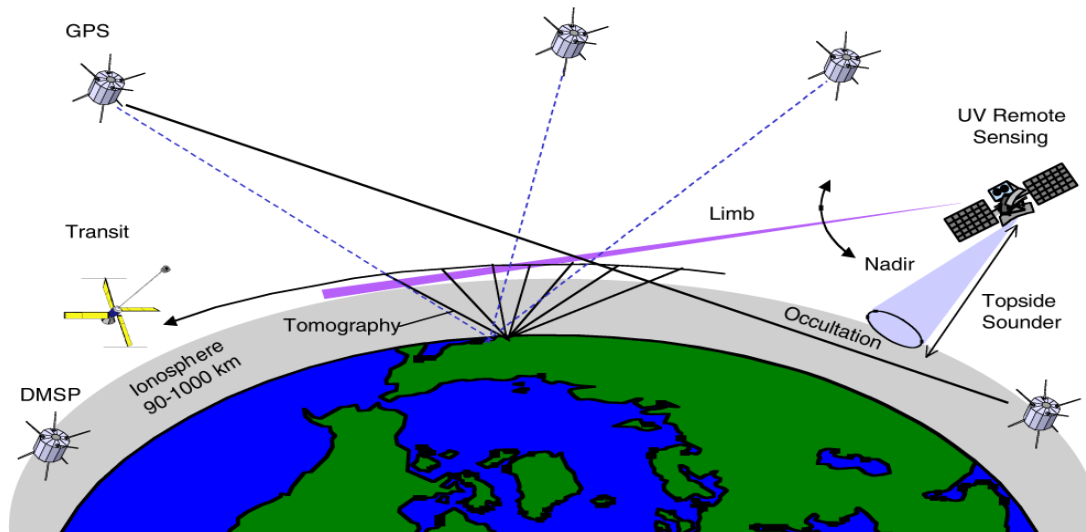 GPS
UV Remote
Sensing
Limb
Transit
Nadir
Topside
Sounder
Tomography
Occultation
Ionosphere
90-1000 km
DMSP